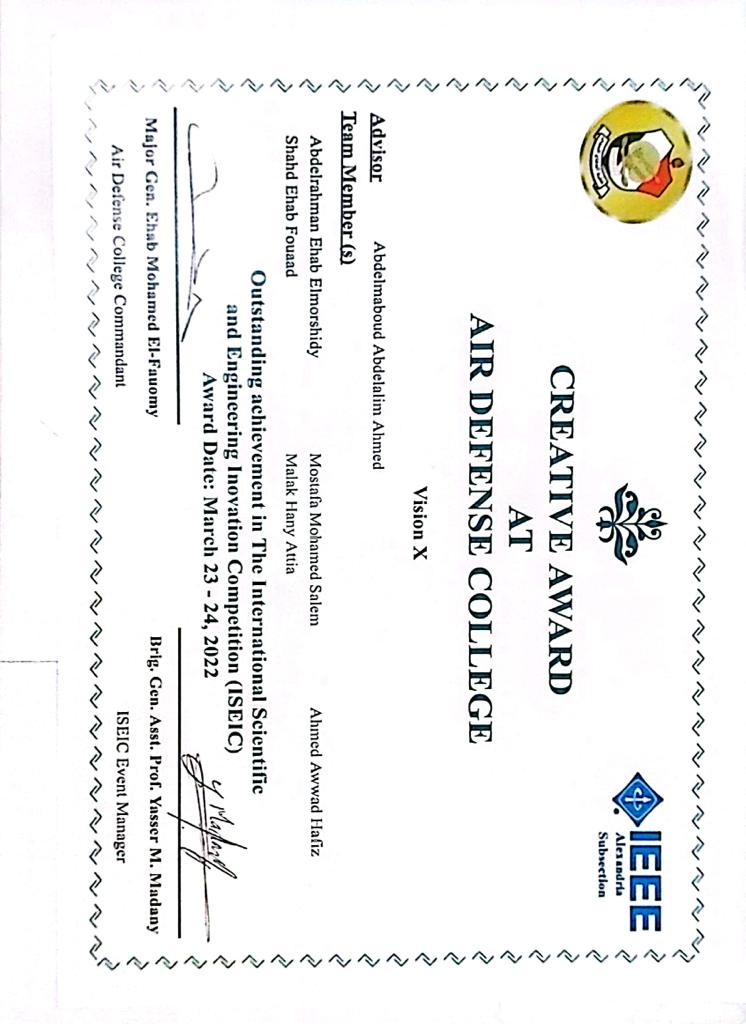 IEEE
Alexandria
Subsection
CREATIVE AWARD
AT
AIR DEFENSE COLLEGE
Vision X
Advisor Abdelmaboud Abdelalim Ahmed
Team Member (s)
Abdelrahman Ehab Elmorshidy Mostafa Mohamed Salem Ahmed Awwad Hafiz
Shahd Ehab Fouaad Malak Hany Attia
Outstanding achievement in The International Scientific
and Engineering Inovation Competition (ISEIC)
Award Date: March 23 - 24, 2022
Major Gen. Ehab Mohamed El-Fauomy Brig. Gen. Asst. Prof. Yasser M. Madany
Air Defense College Commandant ISEIC Event Manager